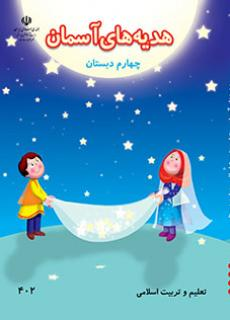 هدیه‌های آسمان
چهارم دبستان
تعلیم و تربیت اسلامی
۴۰۲